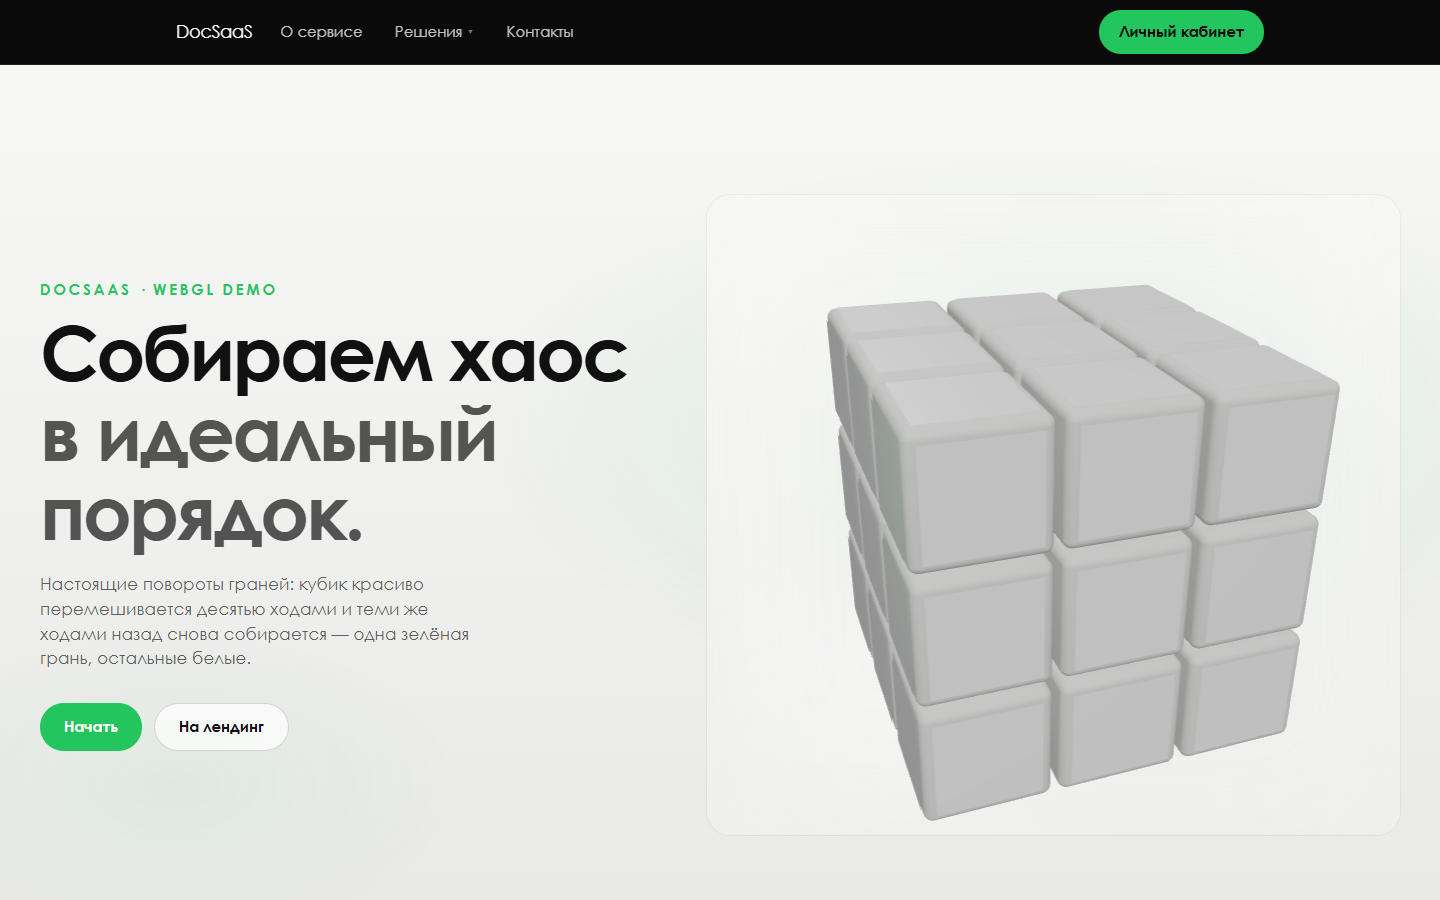 DocSaaS
О сервисе
Решения
Контакты
Личный кабинет
DOCSAAS · WEBGL DEMO
Собираем хаос
в идеальный
порядок.
Настоящие повороты граней: кубик красиво
перемешивается десятью ходами и теми же
ходами назад снова собирается — одна зелёная
грань, остальные белые.
Начать
На лендинг